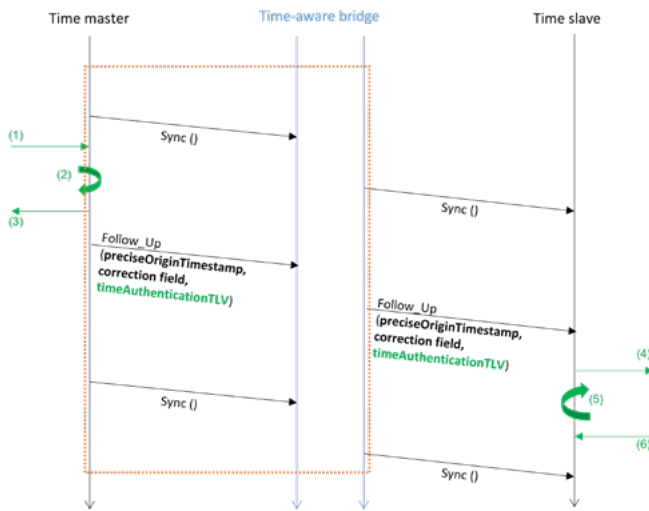 Time master
Time-aware bridge
Time slave
(1)
Sync ()
(2)
Sync ()
(3)
Follow_Up
(preciseOriginTimestamp,
correction field,
timeAuthenticationTLV)
Follow_Up
(preciseOriginTimestamp,
correction field,
timeAuthenticationTLV)
(4)
Sync ()
(5)
(6)
Sync ()